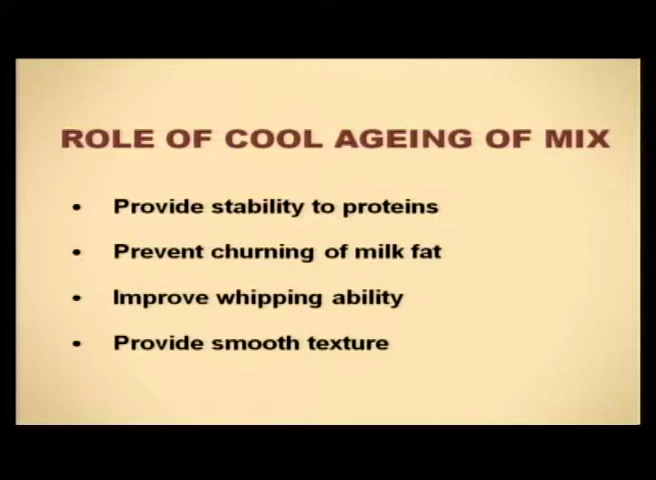 ROLE OF COOL AGEING OF MIX
• Provide stability to proteins
• Prevent churning of milk fat
• Improve whipping ability
• Provide smooth texture